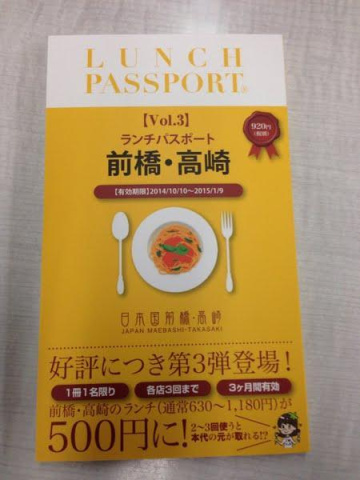 LUNCH
PASSPORT®
【Vol.3】
ランチパスポート
920円
(税別)
前橋・高崎
【有効期限】2014/10/10～2015/1/9
日本国前橋・高崎
JAPAN MAEBASHI-TAKASAKI
好評につき第3弾登場！
1冊1名限り 各店3回まで 3ヶ月間有効
前橋・高崎のランチ(通常630～1,180円)が
500円に！
2～3回使うと
本代の元が取れる!?